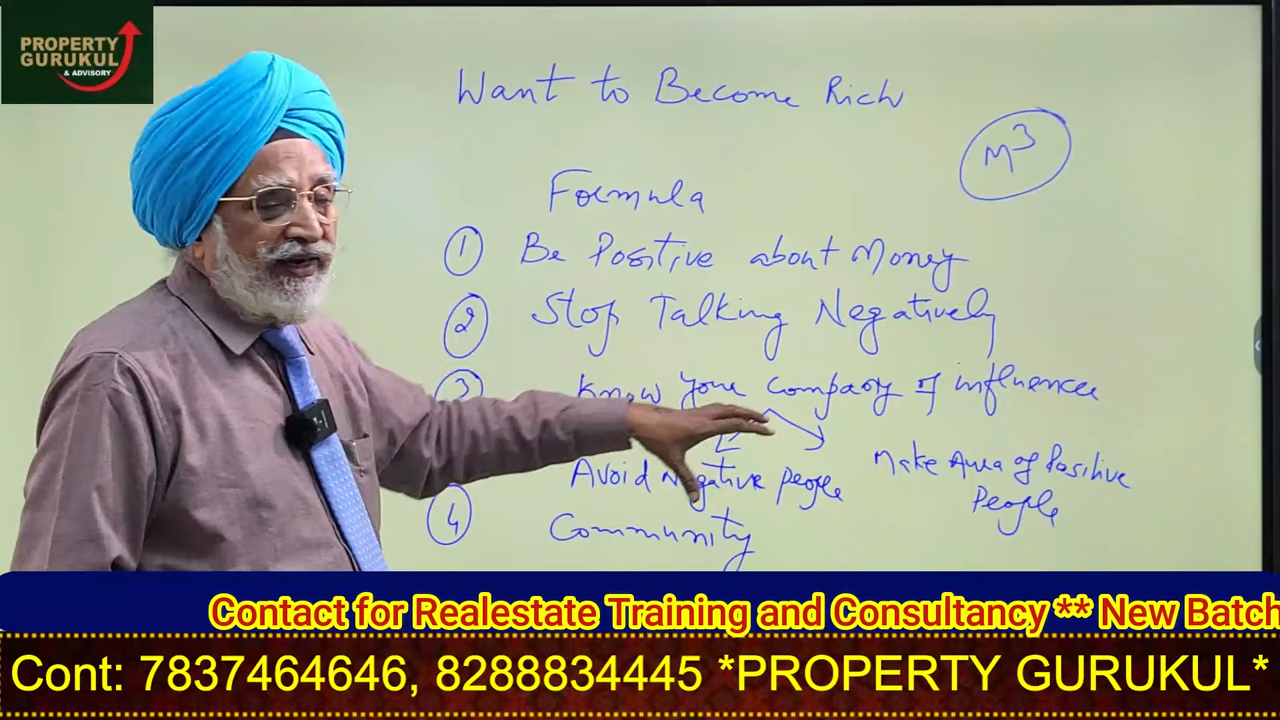 PROPERTY
GURUKUL
& ADVISORY
Want to Become Rich
M³
Formula
① Be Positive about Money
② Stop Talking Negatively
③ Know your company of influences
Avoid Negative people
Make Area of Positive
People
④ Community
Contact for Realestate Training and Consultancy ** New Batch
Cont: 7837464646, 8288834445 *PROPERTY GURUKUL*